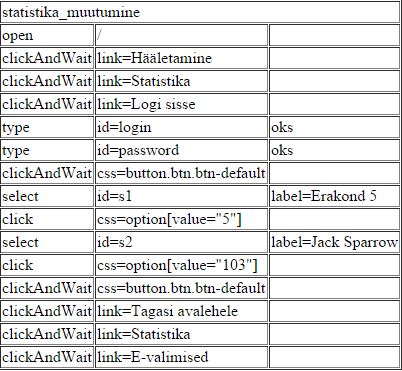 statistika_muutumine
open /
clickAndWait link=Hääletamine
clickAndWait link=Statistika
clickAndWait link=Logi sisse
type id=login oks
type id=password oks
clickAndWait css=button.btn.btn-default
select id=s1 label=Erakond 5
click css=option[value="5"]
select id=s2 label=Jack Sparrow
click css=option[value="103"]
clickAndWait css=button.btn.btn-default
clickAndWait link=Tagasi avalehele
clickAndWait link=Statistika
clickAndWait link=E-valimised